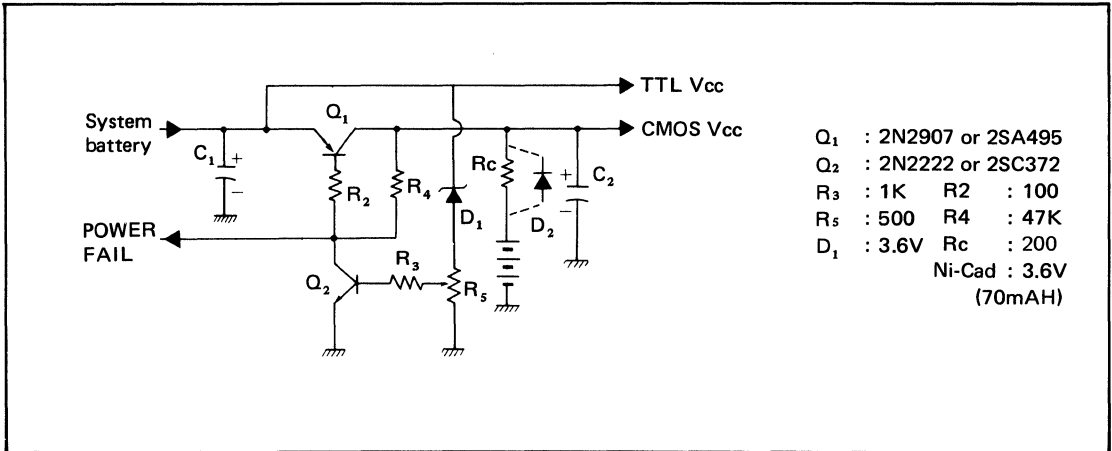 TTL Vcc
Q₁
System
battery
CMOS Vcc
C₁
+
−
R₂
R₄
D₁
Rc
D₂
+
−
C₂
POWER
FAIL
Q₂
R₃
R₅
Q₁ : 2N2907 or 2SA495
Q₂ : 2N2222 or 2SC372
R₃ : 1K R2 : 100
R₅ : 500 R4 : 47K
D₁ : 3.6V Rc : 200
Ni-Cad : 3.6V
(70mAH)